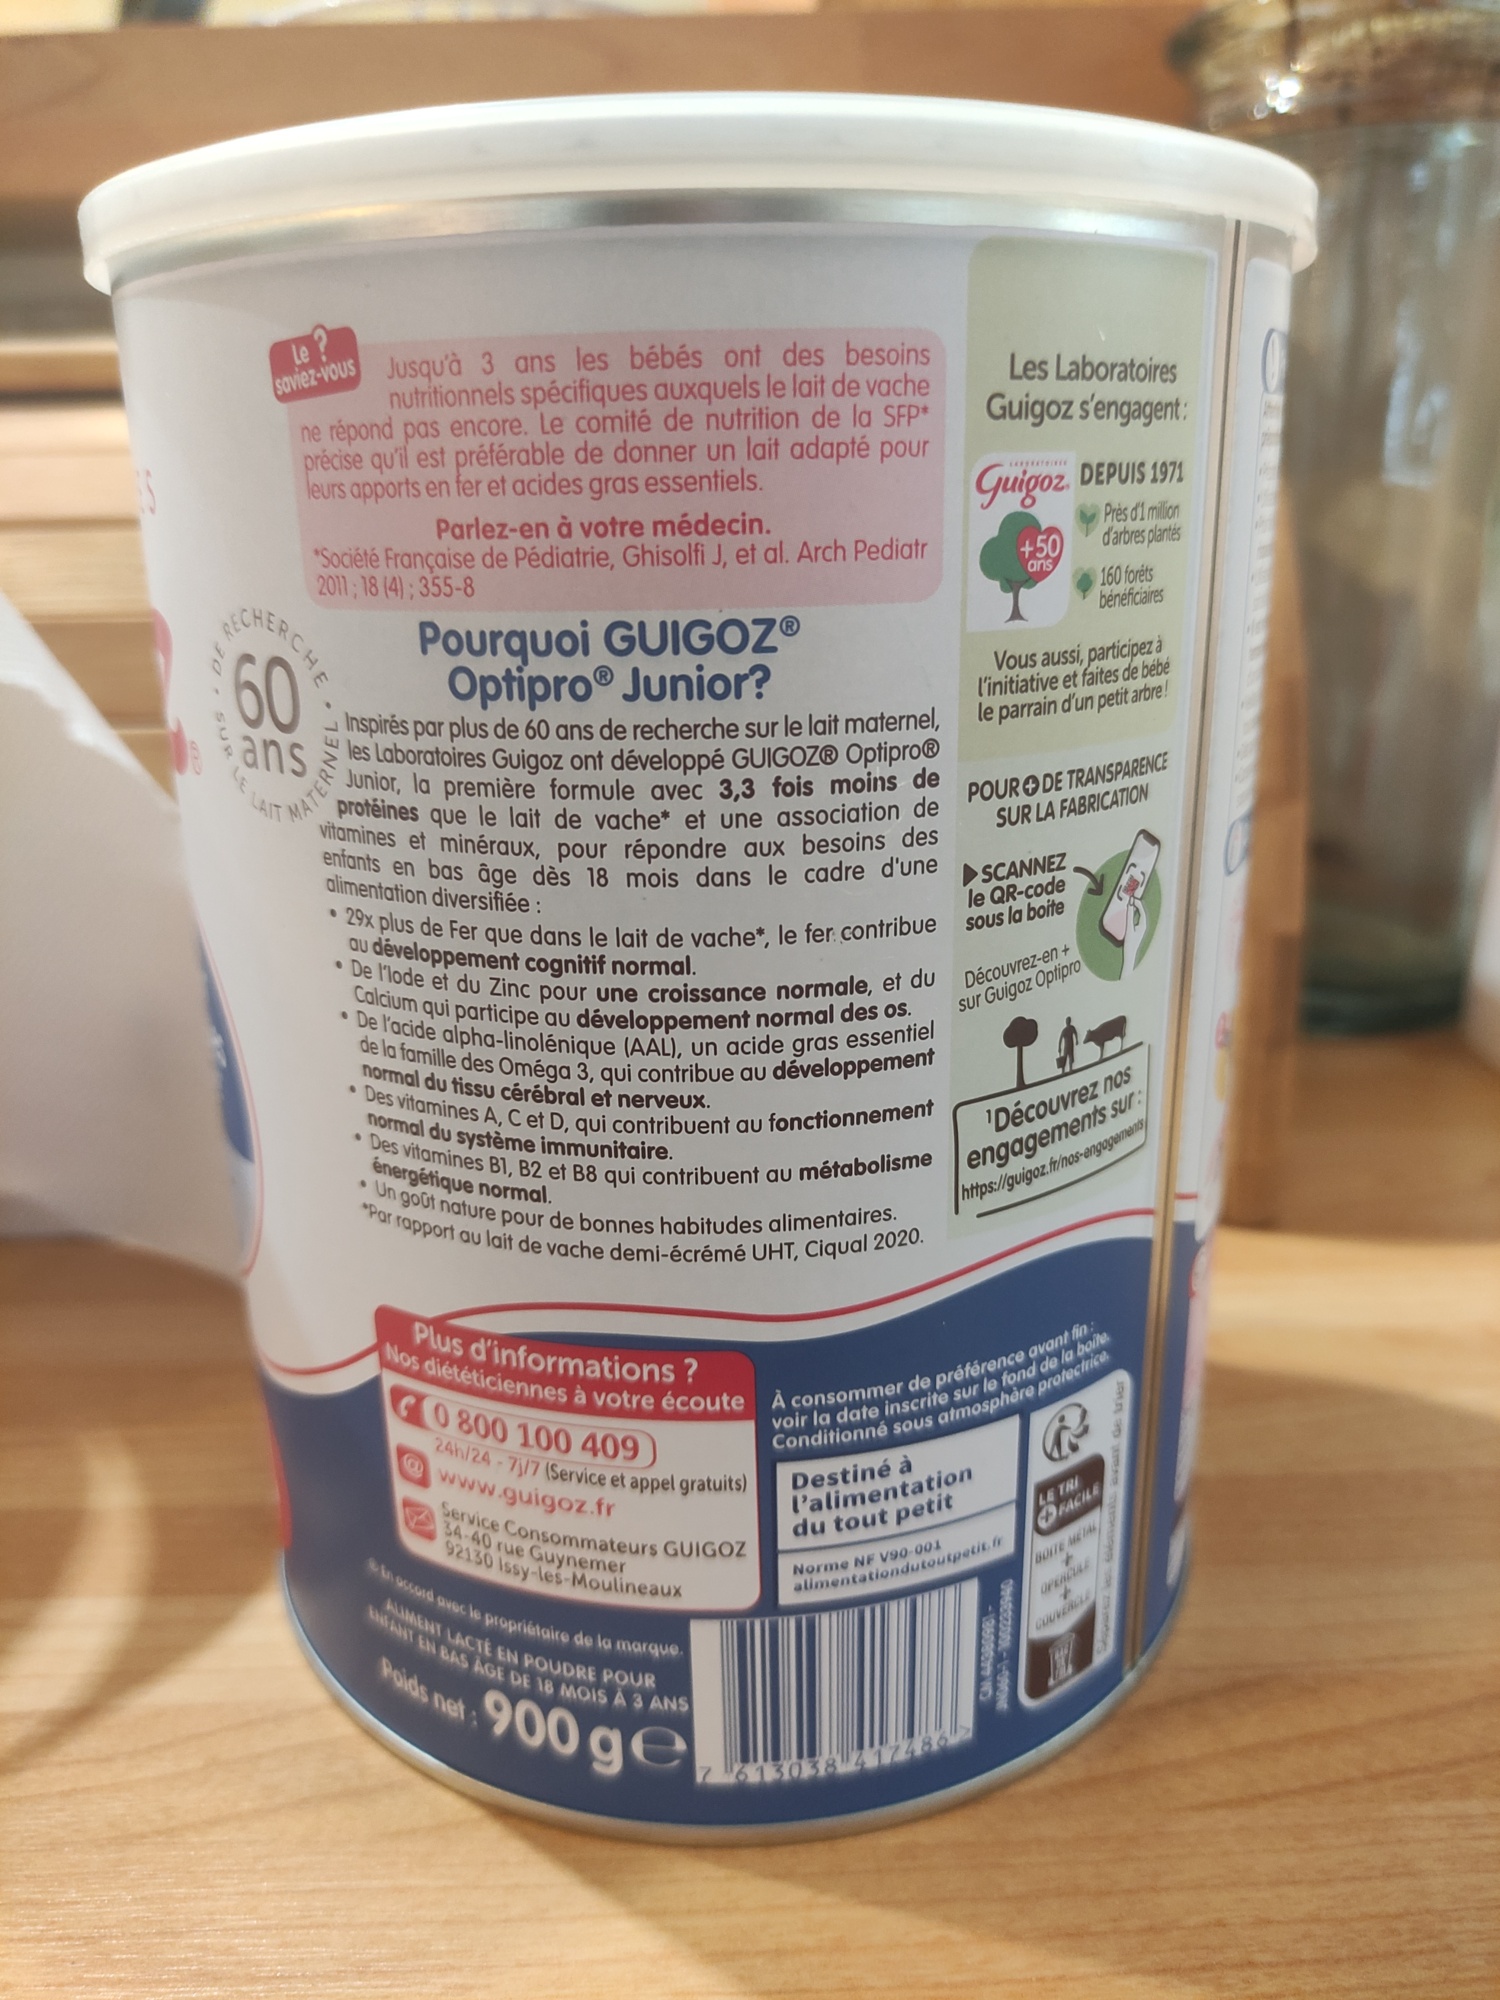 Le ?
saviez-vous
Jusqu'à 3 ans les bébés ont des besoins
nutritionnels spécifiques auxquels le lait de vache
ne répond pas encore. Le comité de nutrition de la SFP*
précise qu'il est préférable de donner un lait adapté pour
leurs apports en fer et acides gras essentiels.
Parlez-en à votre médecin.
*Société Française de Pédiatrie, Ghisolfi J, et al. Arch Pediatr
2011 ; 18 (4) ; 355-8
60
ans
DE RECHERCHE • SUR LE LAIT MATERNEL •
Pourquoi GUIGOZ®
Optipro® Junior?
Inspirés par plus de 60 ans de recherche sur le lait maternel,
les Laboratoires Guigoz ont développé GUIGOZ® Optipro®
Junior, la première formule avec 3,3 fois moins de
protéines que le lait de vache* et une association de
vitamines et minéraux, pour répondre aux besoins des
enfants en bas âge dès 18 mois dans le cadre d'une
alimentation diversifiée :
• 29x plus de Fer que dans le lait de vache*, le fer contribue
au développement cognitif normal.
• De l'Iode et du Zinc pour une croissance normale, et du
Calcium qui participe au développement normal des os.
• De l'acide alpha-linolénique (AAL), un acide gras essentiel
de la famille des Oméga 3, qui contribue au développement
normal du tissu cérébral et nerveux.
• Des vitamines A, C et D, qui contribuent au fonctionnement
normal du système immunitaire.
• Des vitamines B1, B2 et B8 qui contribuent au métabolisme
énergétique normal.
• Un goût nature pour de bonnes habitudes alimentaires.
*Par rapport au lait de vache demi-écrémé UHT, Ciqual 2020.
Les Laboratoires
Guigoz s'engagent :
LABORATOIRES
Guigoz
+50
ans
DEPUIS 1971
Près d'1 million
d'arbres plantés
160 forêts
bénéficiaires
Vous aussi, participez à
l'initiative et faites de bébé
le parrain d'un petit arbre !
POUR + DE TRANSPARENCE
SUR LA FABRICATION
SCANNEZ
le QR-code
sous la boîte
Découvrez-en +
sur Guigoz Optipro
¹Découvrez nos
engagements sur :
https://guigoz.fr/nos-engagements
Plus d'informations ?
Nos diététiciennes à votre écoute
0 800 100 409
24h/24 - 7j/7 (Service et appel gratuits)
www.guigoz.fr
Service Consommateurs GUIGOZ
34-40 rue Guynemer
92130 Issy-les-Moulineaux
® En accord avec le propriétaire de la marque.
ALIMENT LACTÉ EN POUDRE POUR
ENFANT EN BAS ÂGE DE 18 MOIS À 3 ANS
Poids net : 900 g e
À consommer de préférence avant fin :
voir la date inscrite sur le fond de la boîte.
Conditionné sous atmosphère protectrice.
Destiné à
l'alimentation
du tout petit
Norme NF V90-001
alimentationdutoutpetit.fr
7 613038 417486 >
LE TRI
+ FACILE
BOITE METAL
+
OPERCULE
+
COUVERCLE